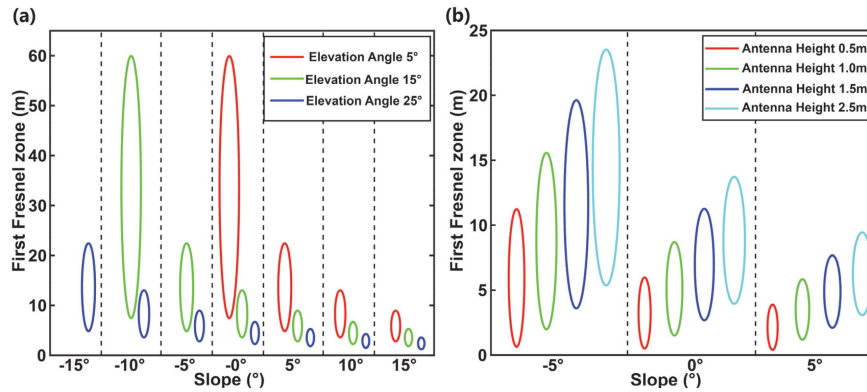 (a)
First Fresnel zone (m)
60
50
40
30
20
10
0
Elevation Angle 5°
Elevation Angle 15°
Elevation Angle 25°
-15° -10° -5° -0° 5° 10° 15°
Slope (°)
(b)
First Fresnel zone (m)
25
20
15
10
5
0
Antenna Height 0.5m
Antenna Height 1.0m
Antenna Height 1.5m
Antenna Height 2.5m
-5° 0° 5°
Slope (°)